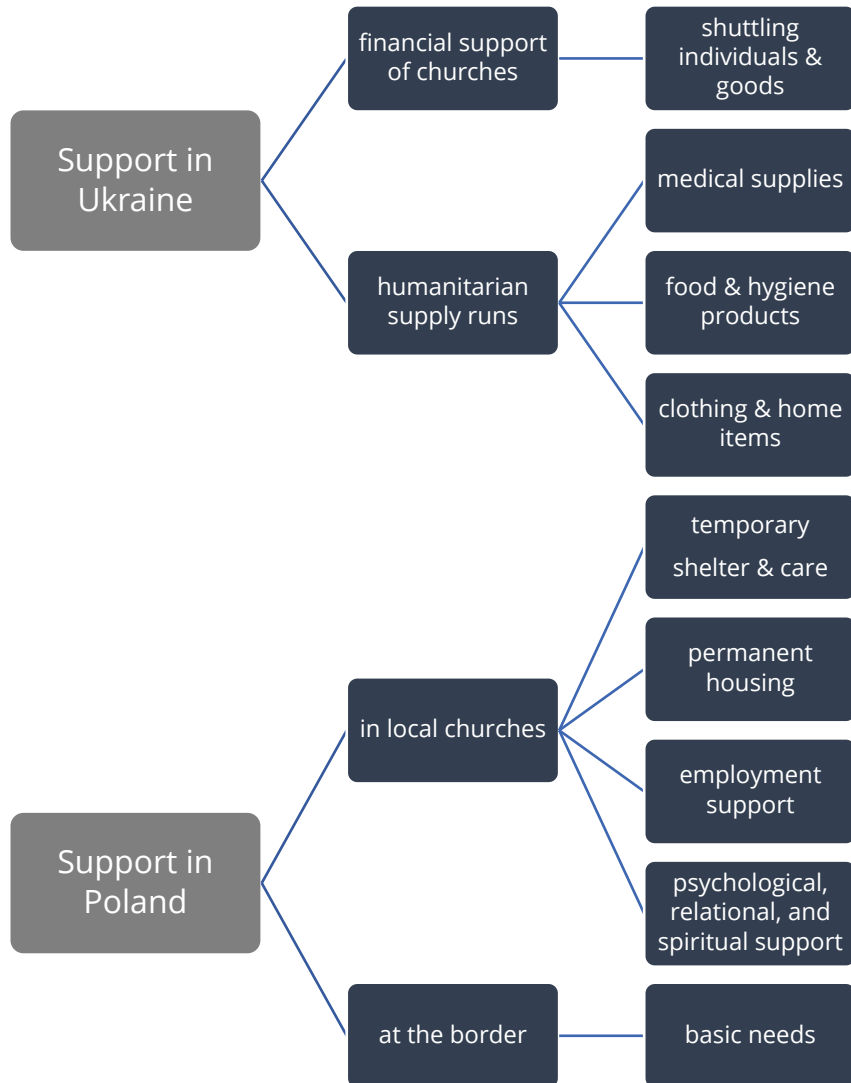 Support in
Ukraine
financial support
of churches
shuttling
individuals &
goods
humanitarian
supply runs
medical supplies
food & hygiene
products
clothing & home
items
Support in
Poland
in local churches
temporary
shelter & care
permanent
housing
employment
support
psychological,
relational, and
spiritual support
at the border
basic needs